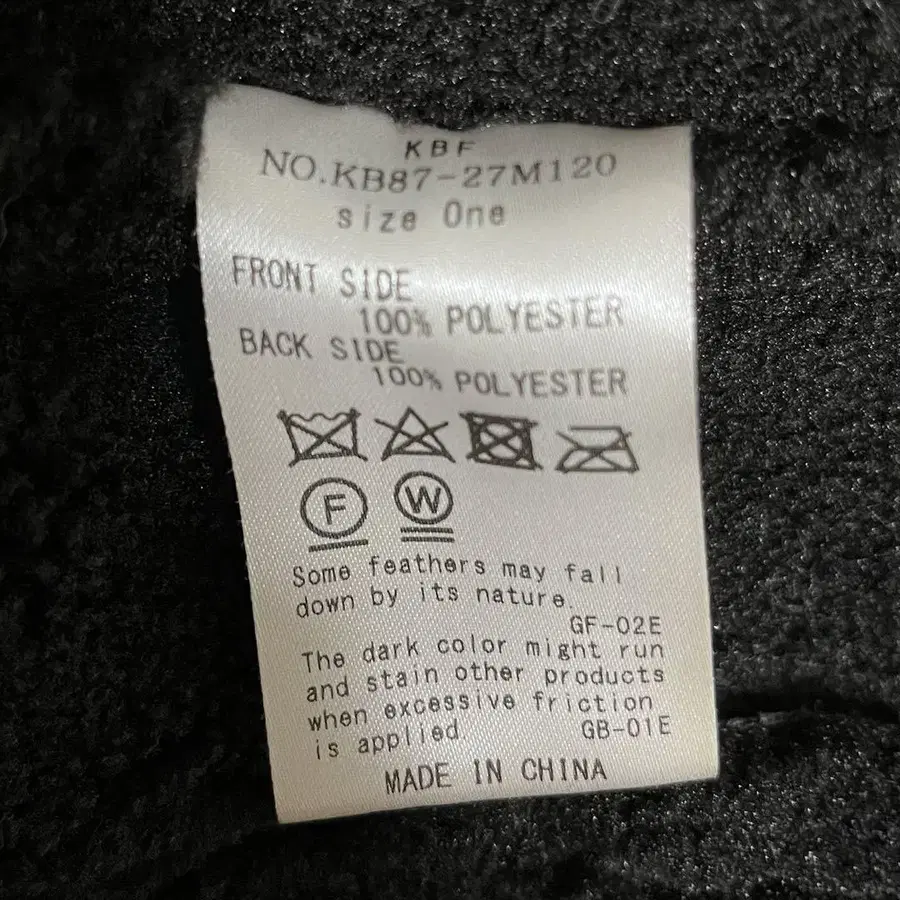 KBF
NO.KB87-27M120
size One
FRONT SIDE
100% POLYESTER
BACK SIDE
100% POLYESTER
F W
Some feathers may fall
down by its nature.
GF-02E
The dark color might run
and stain other products
when excessive friction
is applied.
GB-01E
MADE IN CHINA